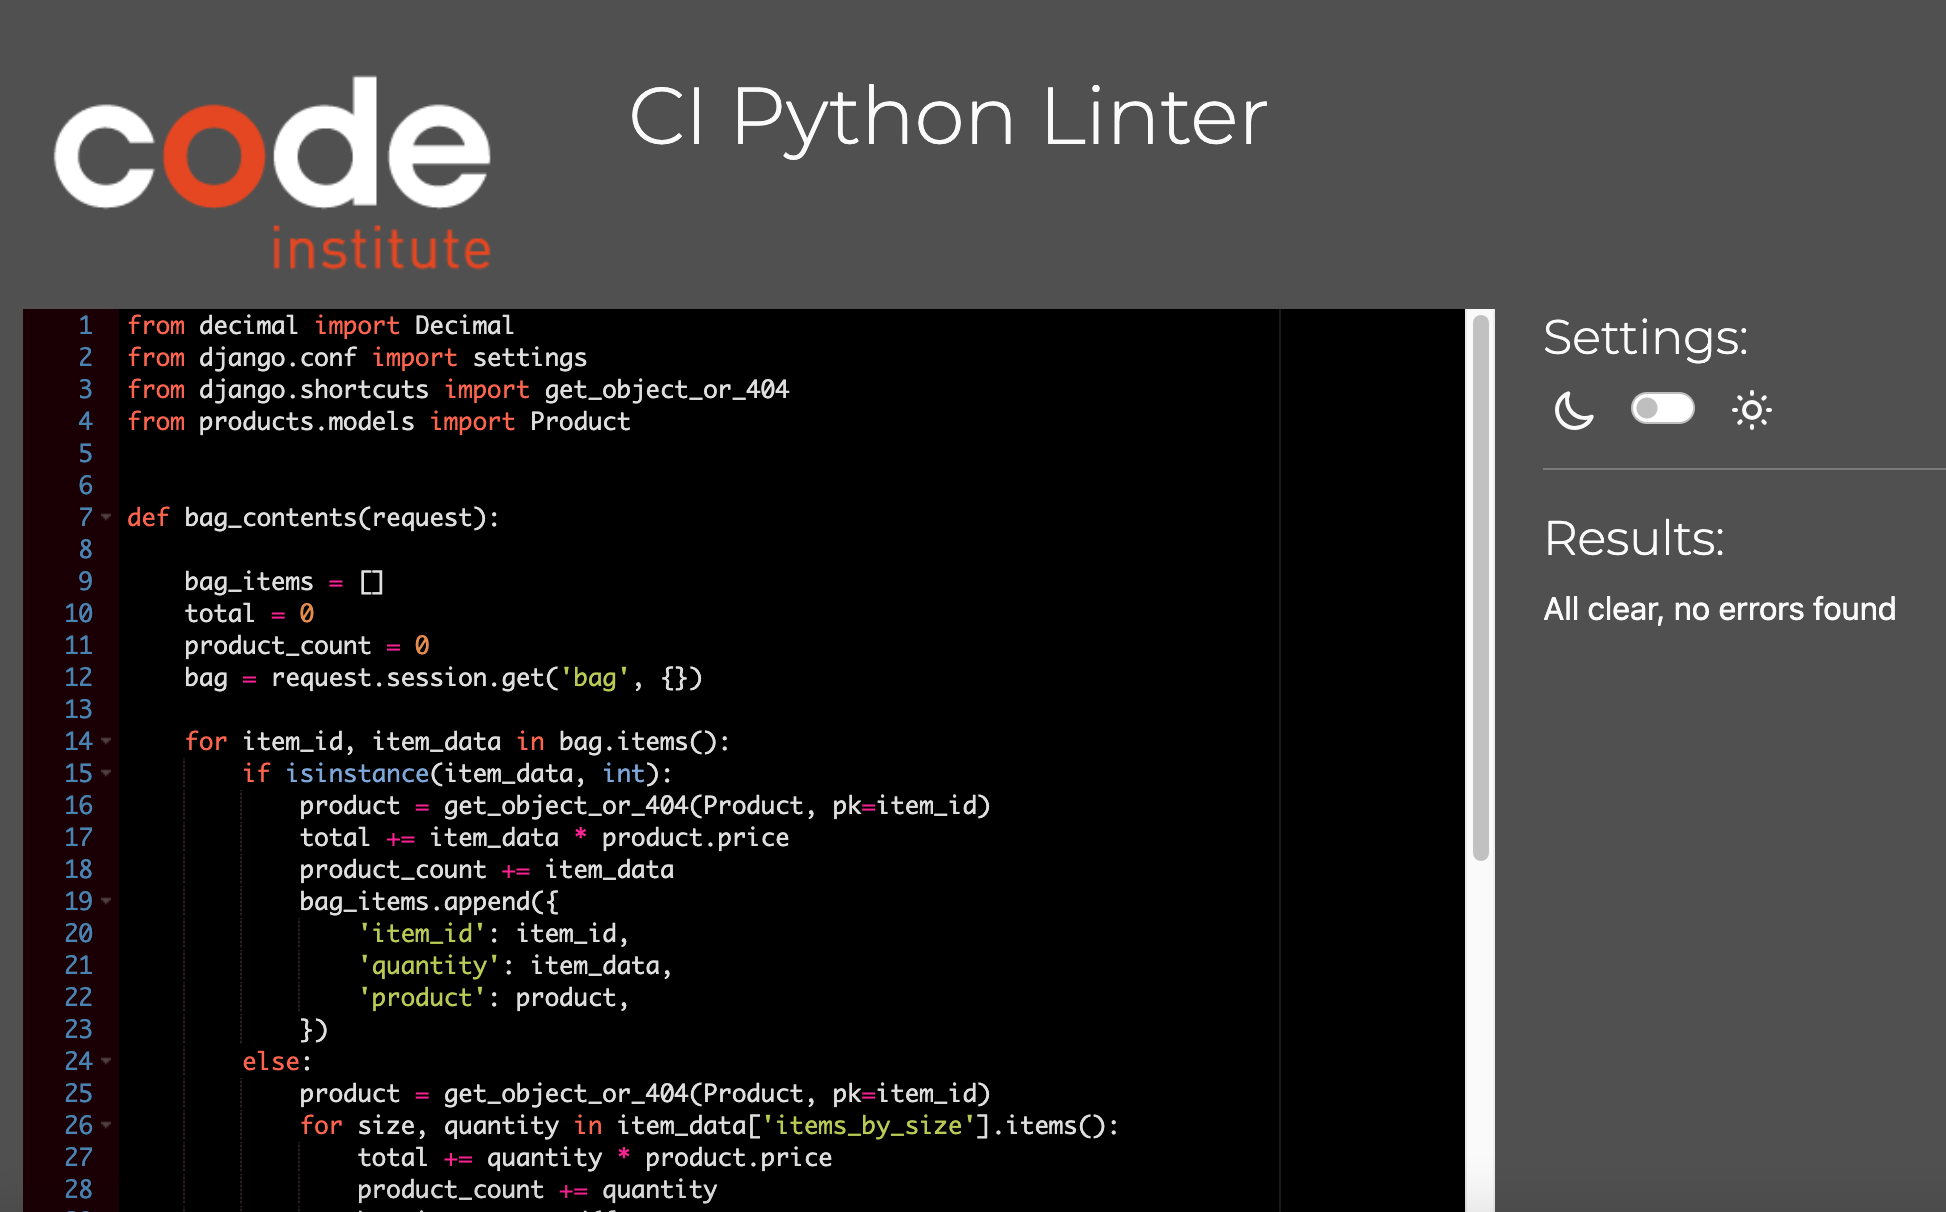 code
institute
CI Python Linter
1 from decimal import Decimal
2 from django.conf import settings
3 from django.shortcuts import get_object_or_404
4 from products.models import Product
5
6
7 def bag_contents(request):
8
9     bag_items = []
10     total = 0
11     product_count = 0
12     bag = request.session.get('bag', {})
13
14     for item_id, item_data in bag.items():
15         if isinstance(item_data, int):
16             product = get_object_or_404(Product, pk=item_id)
17             total += item_data * product.price
18             product_count += item_data
19             bag_items.append({
20                 'item_id': item_id,
21                 'quantity': item_data,
22                 'product': product,
23             })
24         else:
25             product = get_object_or_404(Product, pk=item_id)
26             for size, quantity in item_data['items_by_size'].items():
27                 total += quantity * product.price
28                 product_count += quantity
Settings:
Results:
All clear, no errors found